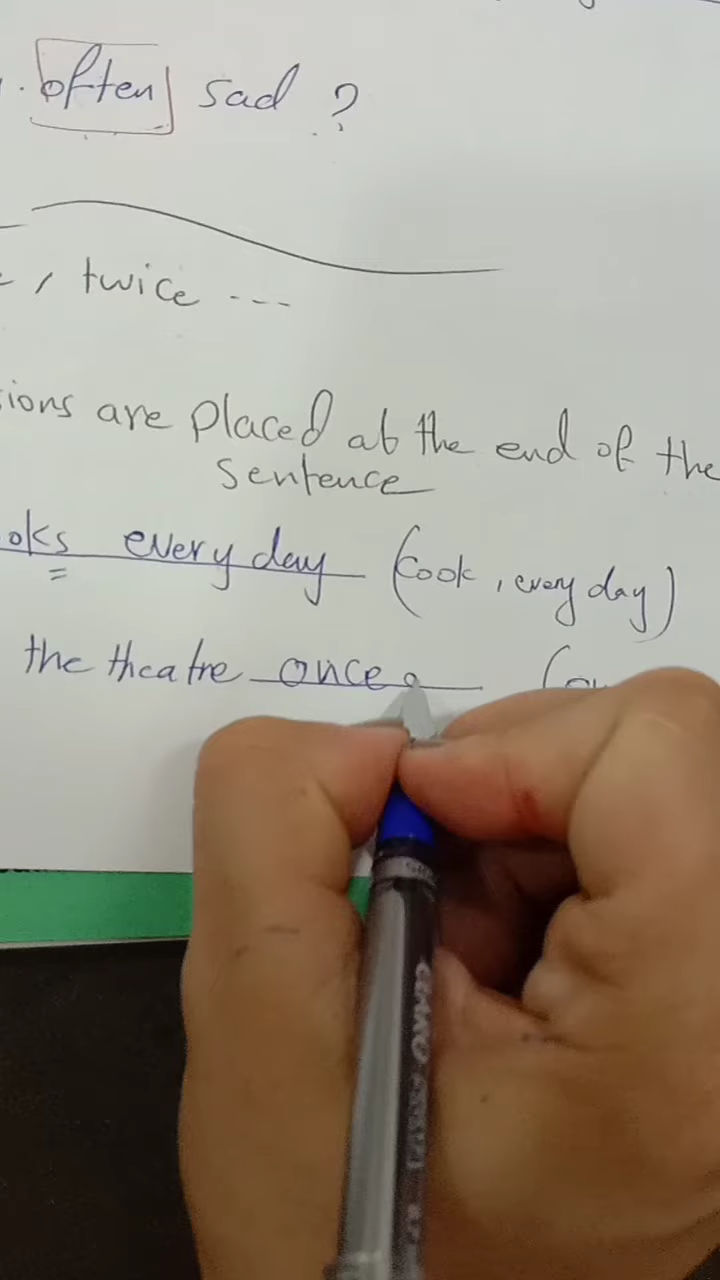 often sad ?
, twice ---
sions are placed at the end of the
sentence
oks every day (cook, every day)
the theatre once